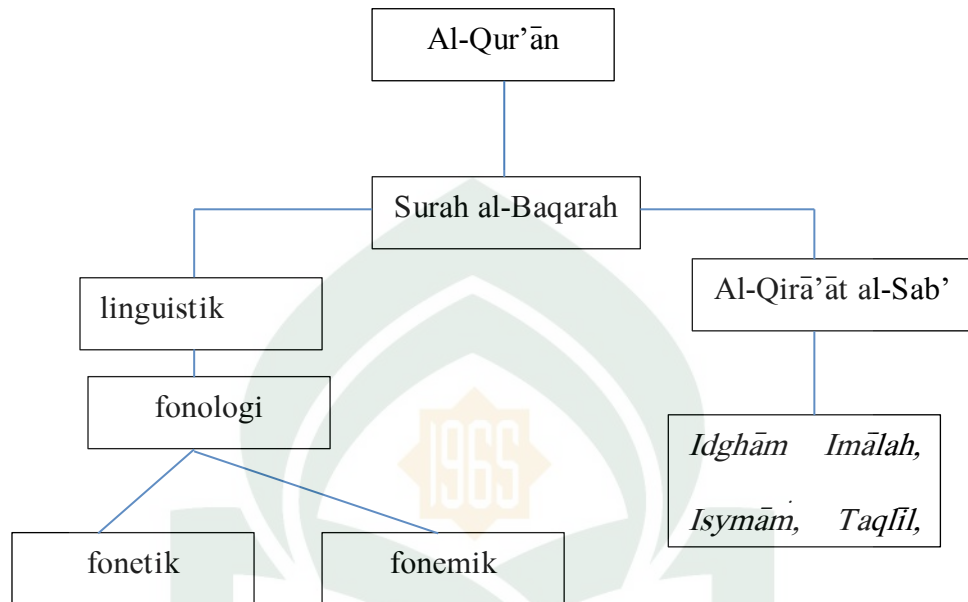 Al-Qur’ān
Surah al-Baqarah
linguistik
Al-Qirā’āt al-Sab’
fonologi
1965
Idghām Imālah,
Isymām, Taqlīl,
fonetik
fonemik